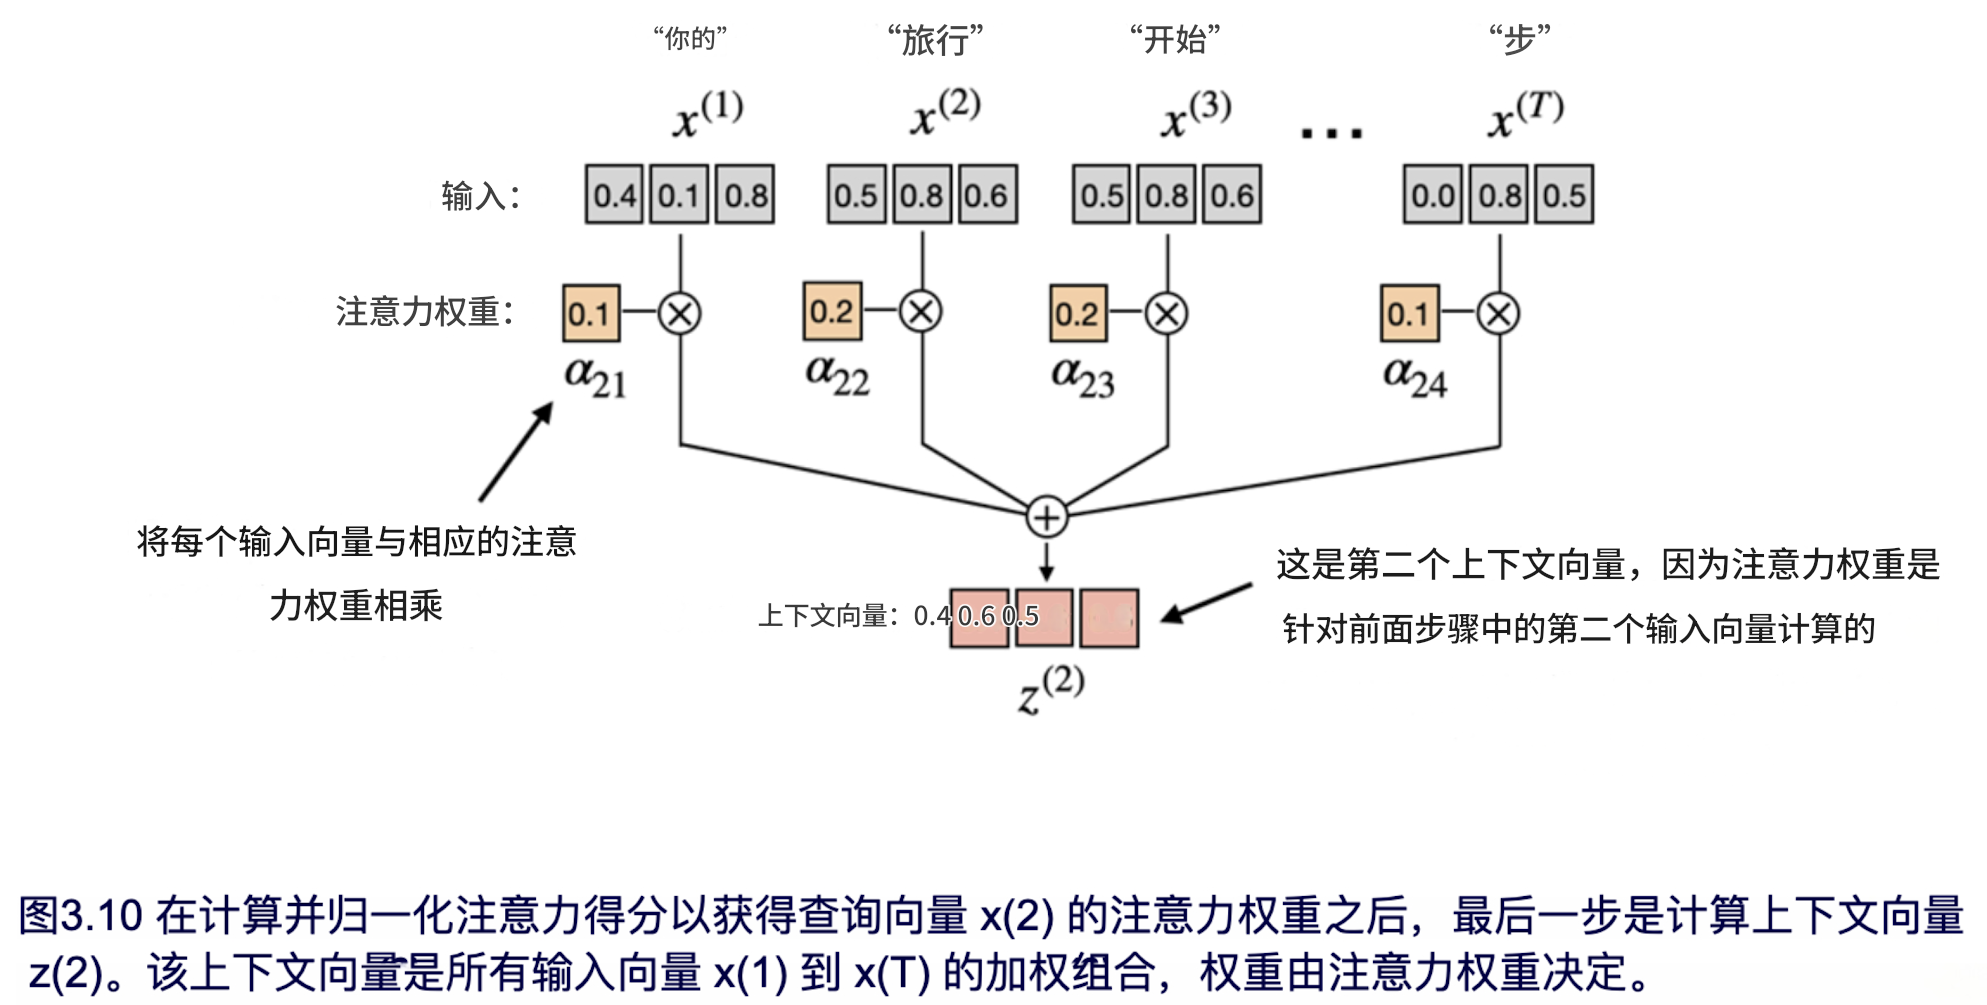 “你的” “旅行” “开始” “步”
x(1) x(2) x(3) ... x(T)
输入： 0.4 0.1 0.8 0.5 0.8 0.6 0.5 0.8 0.6 0.0 0.8 0.5
注意力权重： 0.1 0.2 0.2 0.1
α21 α22 α23 α24
将每个输入向量与相应的注意
力权重相乘
这是第二个上下文向量，因为注意力权重是
针对前面步骤中的第二个输入向量计算的
上下文向量：0.4 0.6 0.5
z(2)
图3.10 在计算并归一化注意力得分以获得查询向量 x(2) 的注意力权重之后，最后一步是计算上下文向量
z(2)。该上下文向量是所有输入向量 x(1) 到 x(T) 的加权组合，权重由注意力权重决定。